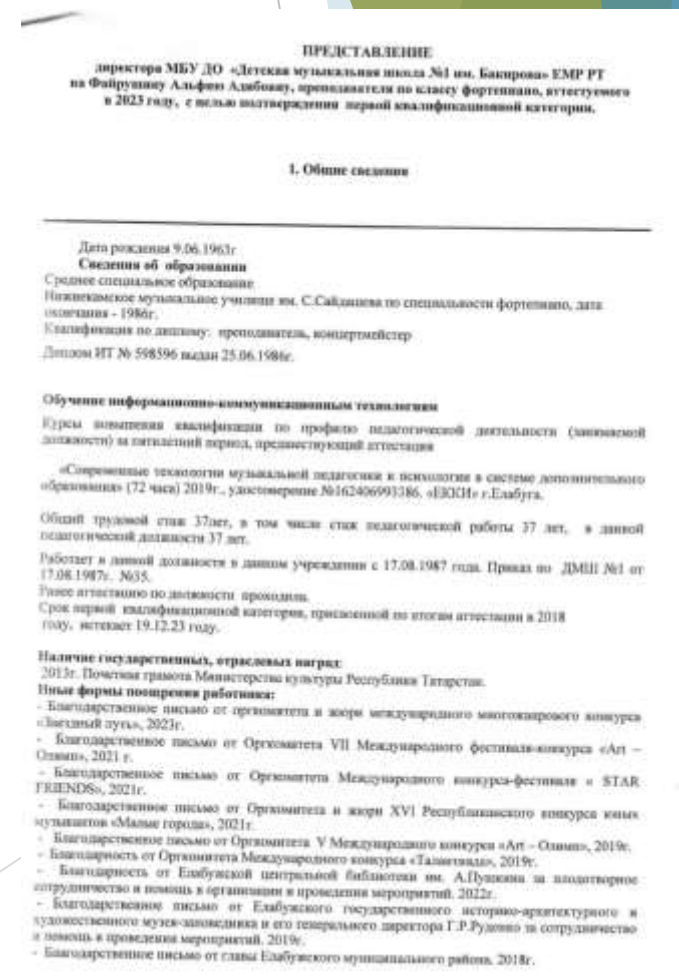 ПРЕДСТАВЛЕНИЕ
директора МБУ ДО «Детская музыкальная школа №1 им. Бакирова» ЕМР РТ
на Файрушину Альфию Адибовну, преподавателя по классу фортепиано, аттестуемого
в 2023 году, с целью подтверждения первой квалификационной категории.
1. Общие сведения
Дата рождения 9.06.1963г
Сведения об образовании
Среднее специальное образование
Нижнекамское музыкальное училище им. С.Сайдашева по специальности фортепиано, дата
окончания - 1986г.
Квалификация по диплому: преподаватель, концертмейстер
Диплом ИТ № 598596 выдан 25.06.1986г.
Обучение информационно-коммуникационным технологиям
Курсы повышения квалификации по профилю педагогической деятельности (занимаемой
должности) за пятилетний период, предшествующий аттестации
«Современные технологии музыкальной педагогики и психологии в системе дополнительного
образования» (72 часа) 2019г., удостоверение №162406993386, «ЕККИ» г.Елабуга.
Общий трудовой стаж 37лет, в том числе стаж педагогической работы 37 лет, в данной
педагогической должности 37 лет.
Работает в данной должности в данном учреждении с 17.08.1987 года. Приказ по ДМШ №1 от
17.08.1987г. №35.
Ранее аттестацию по должности проходила.
Срок первой квалификационной категории, присвоенной по итогам аттестации в 2018
году, истекает 19.12.23 году.
Наличие государственных, отраслевых наград:
2013г. Почетная грамота Министерства культуры Республики Татарстан.
Иные формы поощрения работника:
- Благодарственное письмо от оргкомитета и жюри международного многожанрового конкурса
«Звездный путь», 2023г.
- Благодарственное письмо от Оргкомитета VII Международного фестиваля-конкурса «Art –
Олимп», 2021 г.
- Благодарственное письмо от Оргкомитета Международного конкурса-фестиваля « STAR
FRIENDS», 2021г.
- Благодарственное письмо от Оргкомитета и жюри XVI Республиканского конкурса юных
музыкантов «Малые города», 2021г.
- Благодарственное письмо от Оргкомитета V Международного конкурса «Art – Олимп», 2019г.
- Благодарность от Оргкомитета Международного конкурса «Талантида», 2019г.
- Благодарность от Елабужской центральной библиотеки им. А.Пушкина за плодотворное
сотрудничество и помощь в организации и проведении мероприятий. 2022г.
- Благодарственное письмо от Елабужского государственного историко-архитектурного и
художественного музея-заповедника и его генерального директора Г.Р.Руденко за сотрудничество
и помощь в проведении мероприятий. 2019г.
- Благодарственное письмо от главы Елабужского муниципального района. 2018г.